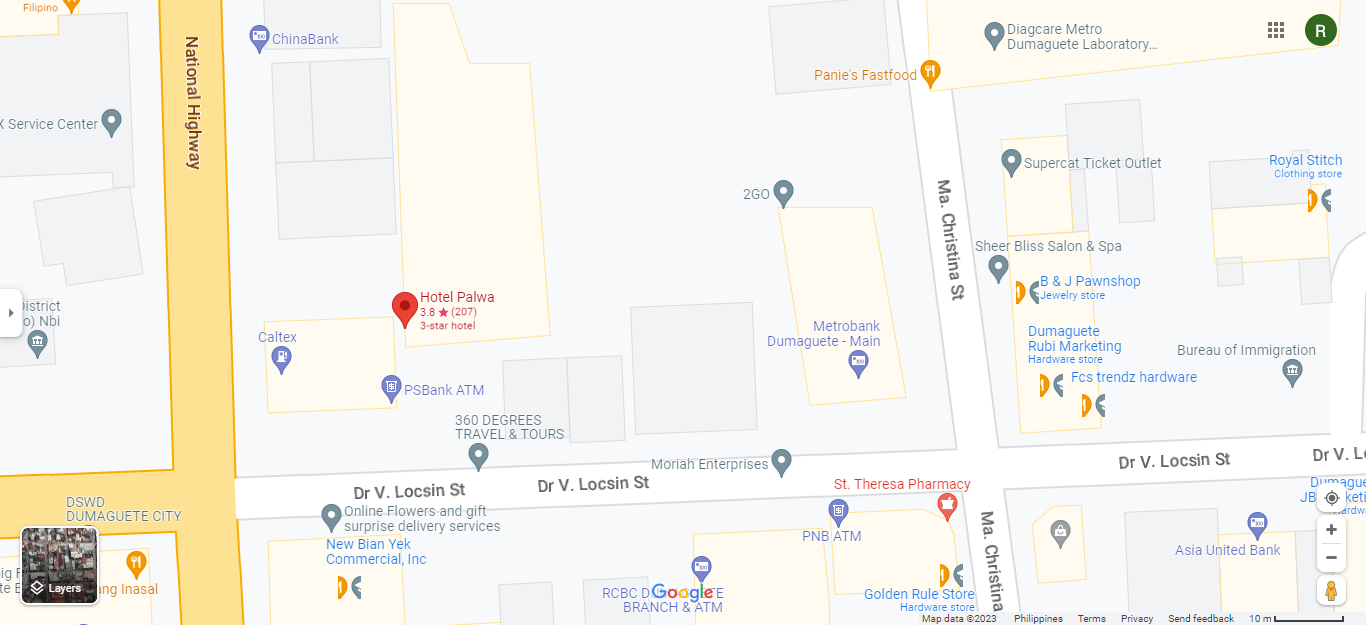 Filipino
National Highway
ChinaBank
Diagcare Metro
Dumaguete Laboratory...
R
Panie's Fastfood
X Service Center
Supercat Ticket Outlet
Royal Stitch
Clothing store
2GO
Ma. Christina St
Sheer Bliss Salon & Spa
B & J Pawnshop
Jewelry store
Hotel Palwa
3.8 ★ (207)
3-star hotel
District
o) Nbi
Caltex
Metrobank
Dumaguete - Main
Dumaguete
Rubi Marketing
Hardware store
Bureau of Immigration
Fcs trendz hardware
PSBank ATM
360 DEGREES
TRAVEL & TOURS
Moriah Enterprises
Dr V. Locsin St
Dr V. Lo
Dr V. Locsin St
Dr V. Locsin St
St. Theresa Pharmacy
DSWD
DUMAGUETE CITY
Online Flowers and gift
surprise delivery services
New Bian Yek
Commercial, Inc
PNB ATM
Ma. Christina
Asia United Bank
Layers
ang Inasal
RCBC D
TE
BRANCH & ATM
Google
Golden Rule Store
Hardware store
Map data ©2023 Philippines Terms Privacy Send feedback 10 m